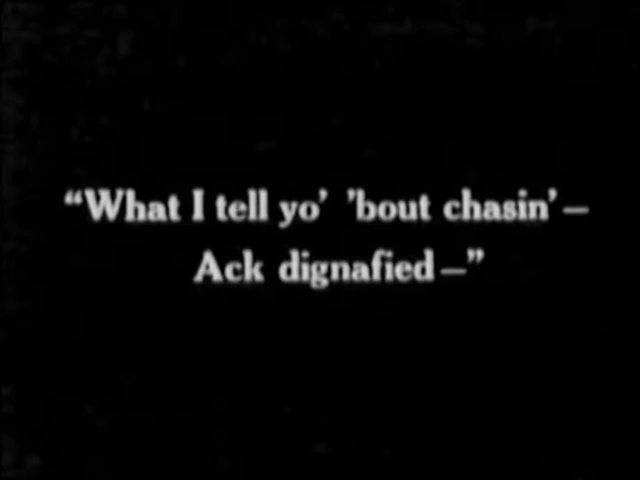 “What I tell yo’ ’bout chasin’—
Ack dignafied—”